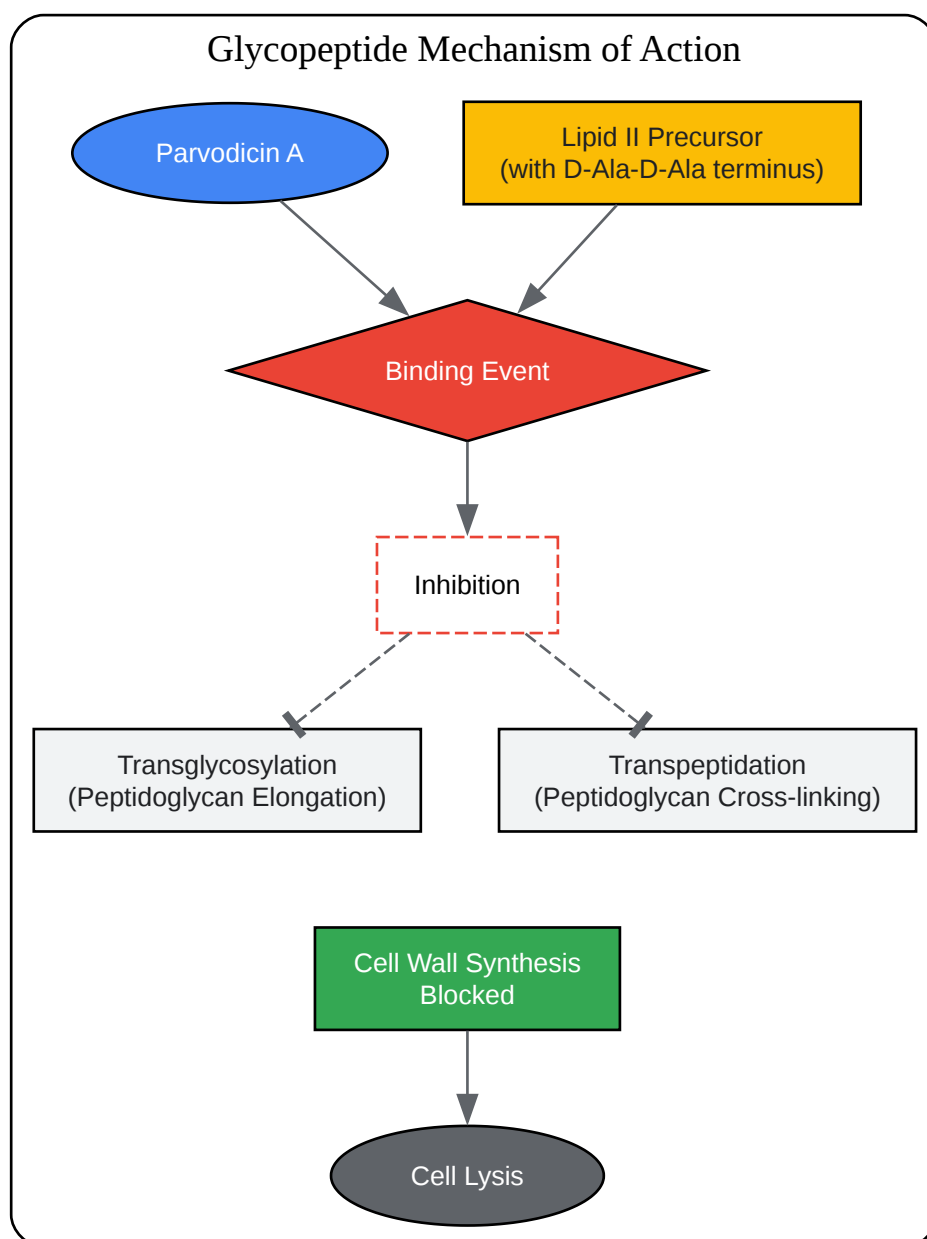 Glycopeptide Mechanism of Action
Parvodicin A
Lipid II Precursor
(with D-Ala-D-Ala terminus)
Binding Event
Inhibition
Transglycosylation
(Peptidoglycan Elongation)
Transpeptidation
(Peptidoglycan Cross-linking)
Cell Wall Synthesis
Blocked
Cell Lysis